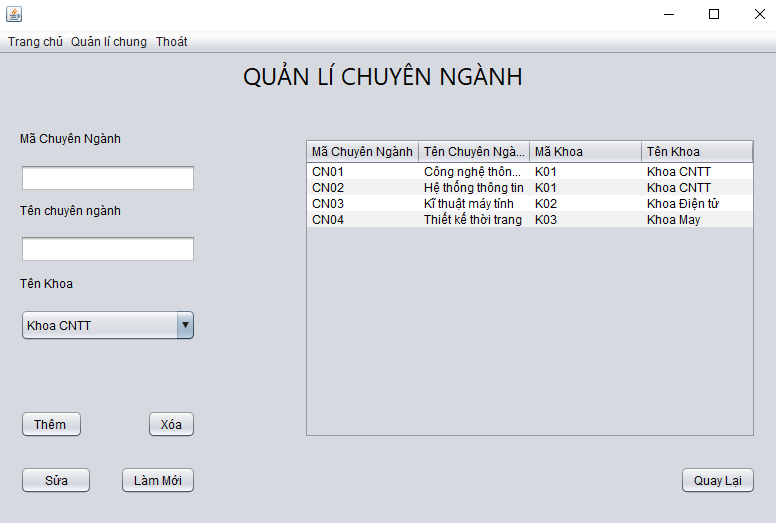 Trang chủ Quản lí chung Thoát
QUẢN LÍ CHUYÊN NGÀNH
Mã Chuyên Ngành
Tên chuyên ngành
Tên Khoa
Khoa CNTT
Thêm Xóa
Sửa Làm Mới
Mã Chuyên Ngành Tên Chuyên Ngà... Mã Khoa Tên Khoa
CN01 Công nghệ thôn... K01 Khoa CNTT
CN02 Hệ thống thông tin K01 Khoa CNTT
CN03 Kĩ thuật máy tính K02 Khoa Điện tử
CN04 Thiết kế thời trang K03 Khoa May
Quay Lại